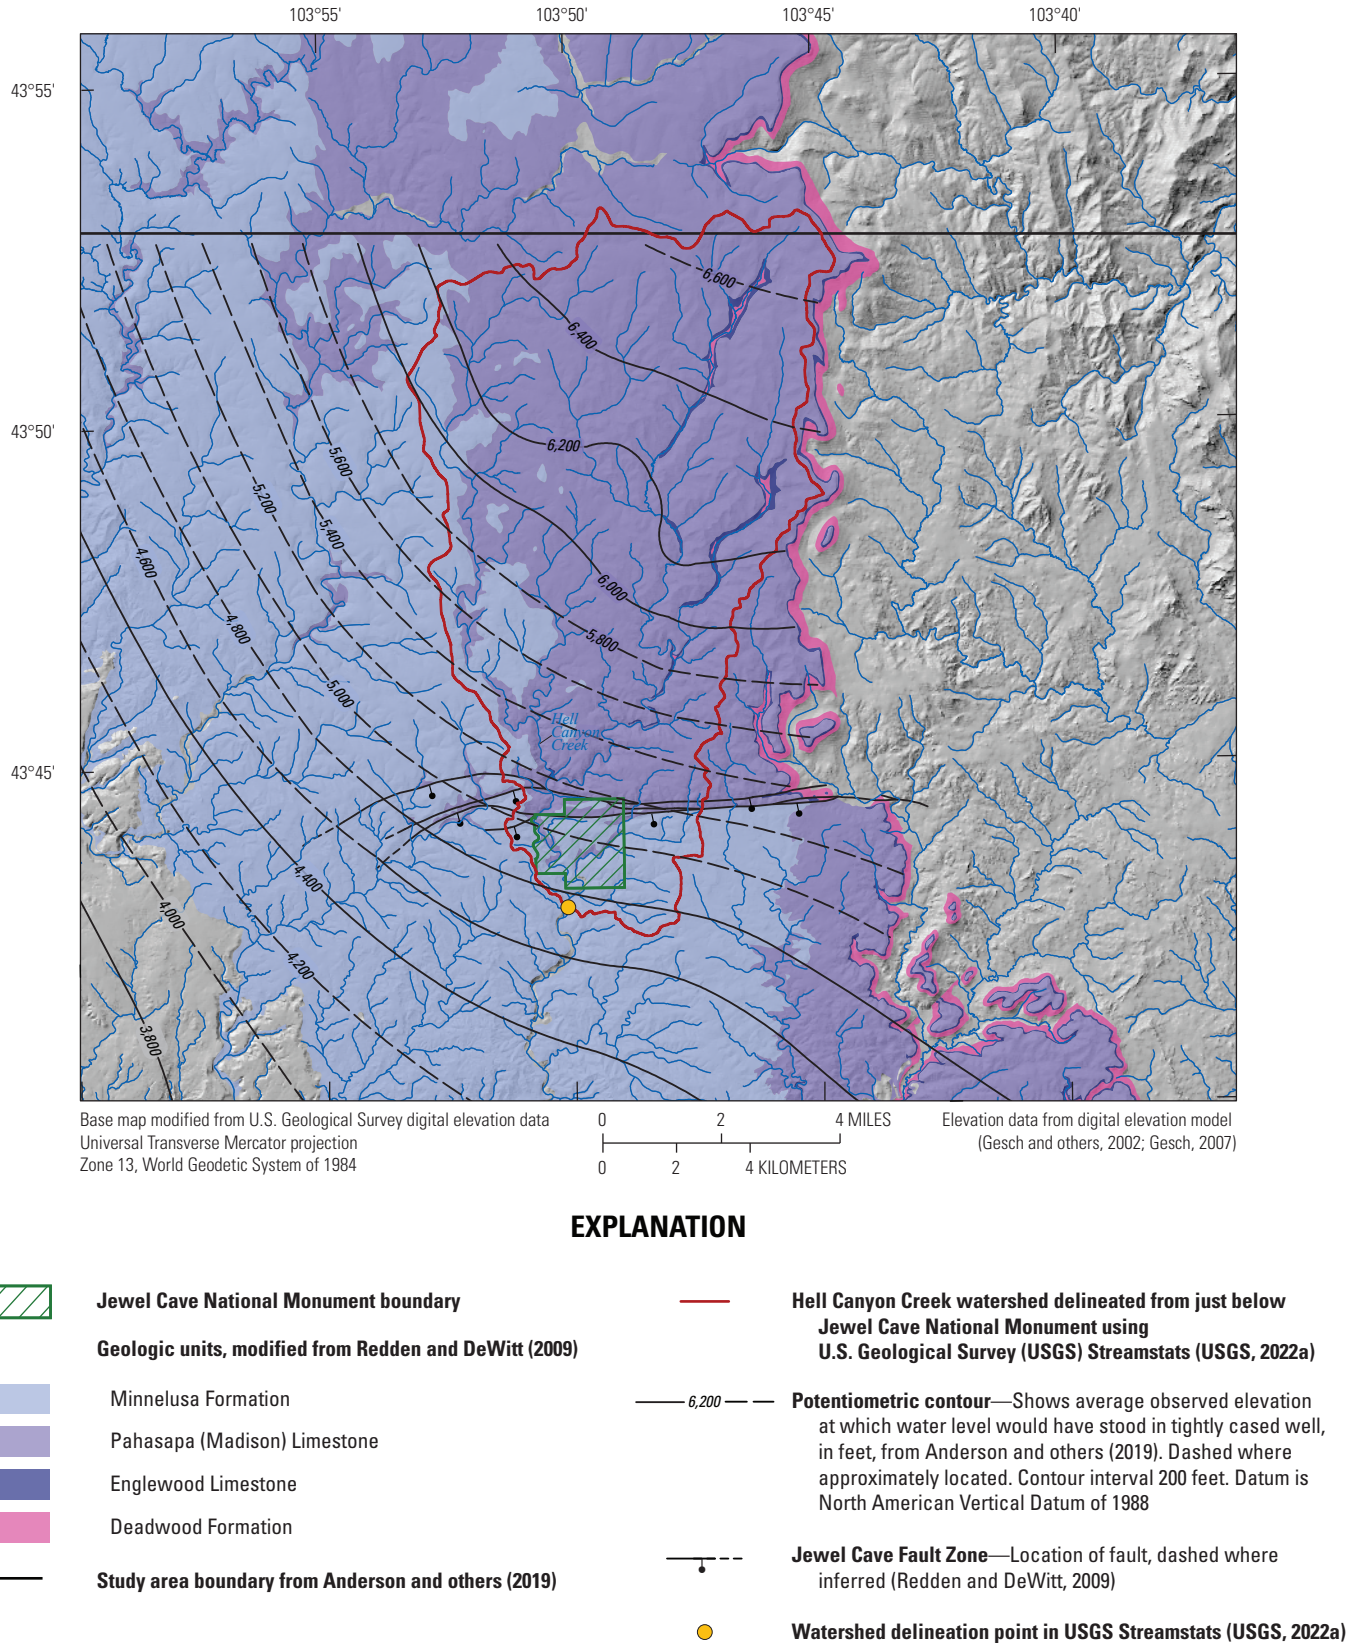 103°55'
103°50'
103°45'
103°40'
43°55'
43°50'
43°45'
6,600
6,400
6,200
5,600
5,200
5,400
4,600
6,000
4,800
5,800
5,000
Hell
Canyon
Creek
4,400
4,000
4,200
3,800
Base map modified from U.S. Geological Survey digital elevation data
Universal Transverse Mercator projection
Zone 13, World Geodetic System of 1984
0 2 4 MILES
0 2 4 KILOMETERS
Elevation data from digital elevation model
(Gesch and others, 2002; Gesch, 2007)
EXPLANATION
Jewel Cave National Monument boundary
Geologic units, modified from Redden and DeWitt (2009)
Minnelusa Formation
Pahasapa (Madison) Limestone
Englewood Limestone
Deadwood Formation
Study area boundary from Anderson and others (2019)
Hell Canyon Creek watershed delineated from just below
Jewel Cave National Monument using
U.S. Geological Survey (USGS) Streamstats (USGS, 2022a)
6,200
Potentiometric contour—Shows average observed elevation
at which water level would have stood in tightly cased well,
in feet, from Anderson and others (2019). Dashed where
approximately located. Contour interval 200 feet. Datum is
North American Vertical Datum of 1988
Jewel Cave Fault Zone—Location of fault, dashed where
inferred (Redden and DeWitt, 2009)
Watershed delineation point in USGS Streamstats (USGS, 2022a)